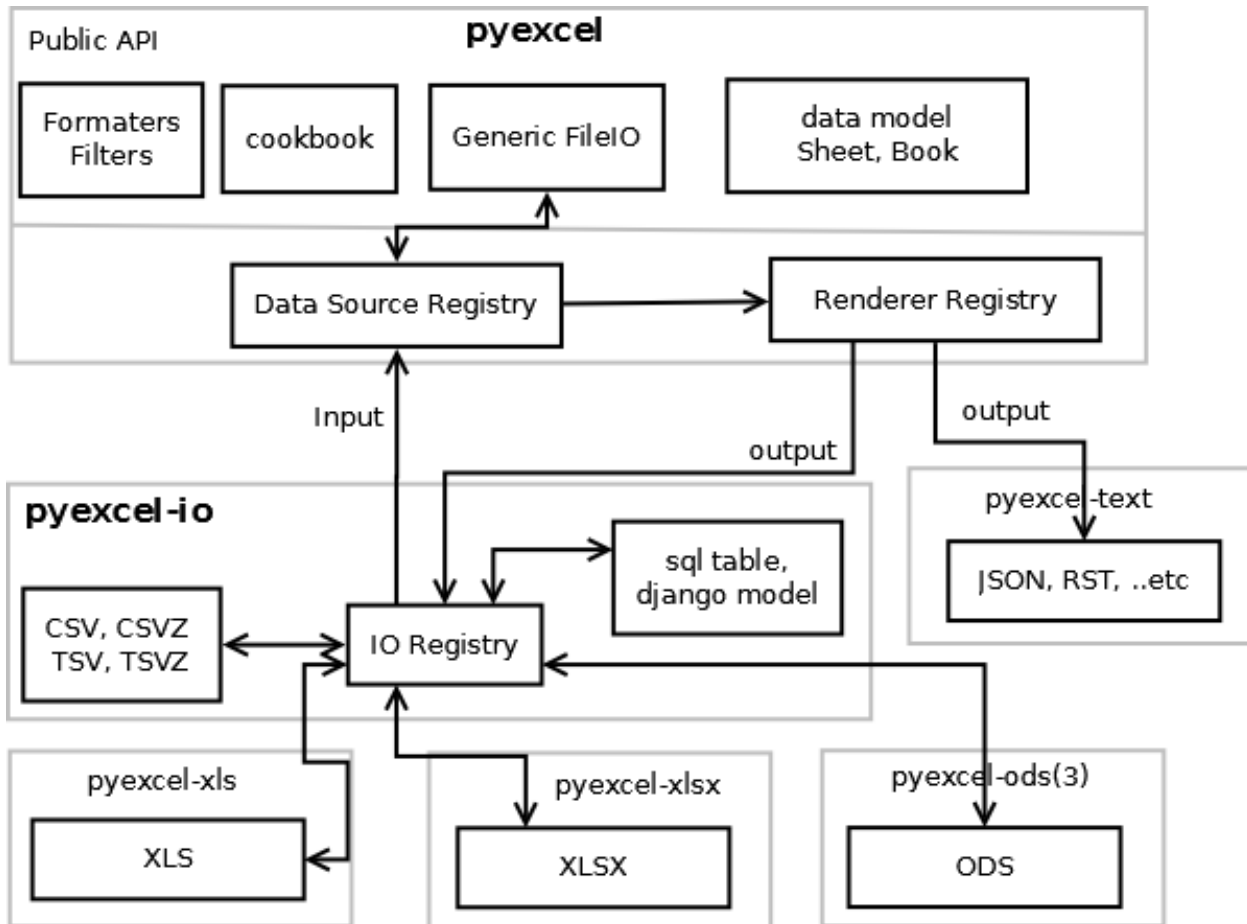 pyexcel
Public API
Formaters
Filters
cookbook
Generic FileIO
data model
Sheet, Book
Data Source Registry
Renderer Registry
Input
output
output
pyexcel-io
pyexcel-text
sql table,
django model
JSON, RST, ..etc
CSV, CSVZ
TSV, TSVZ
IO Registry
pyexcel-xls
pyexcel-xlsx
pyexcel-ods(3)
XLS
XLSX
ODS